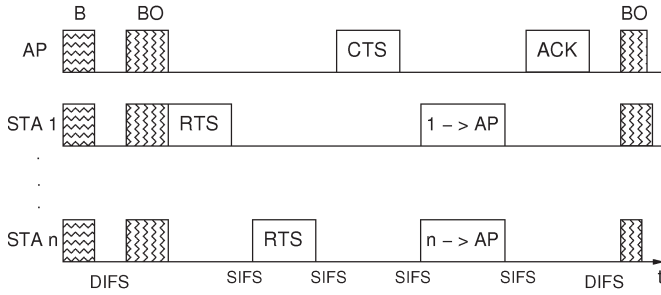 B BO BO
AP CTS ACK
STA 1 RTS 1 – > AP
.
.
.
STA n RTS n – > AP
DIFS SIFS SIFS SIFS SIFS DIFS t